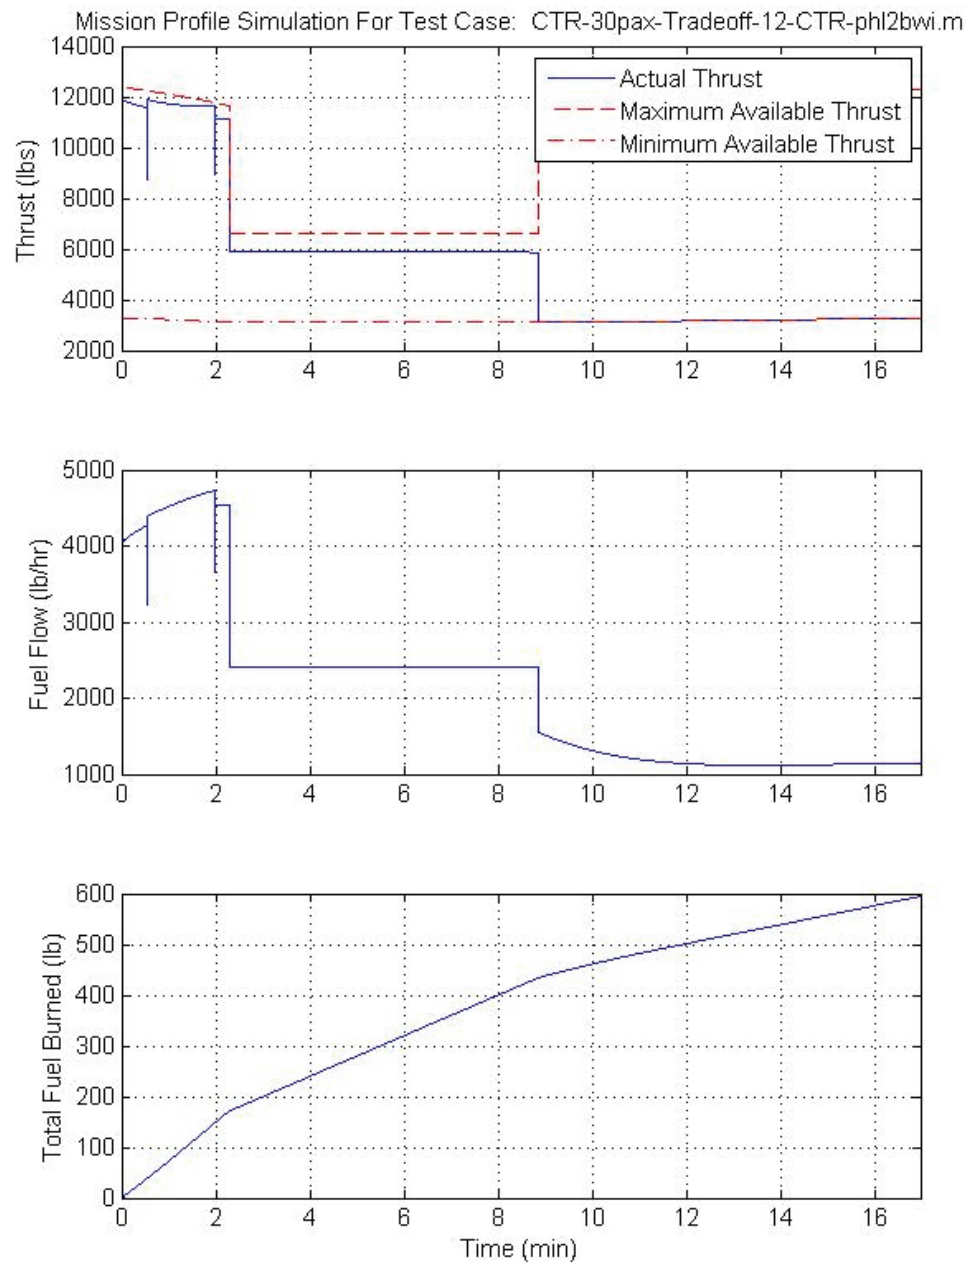 Mission Profile Simulation For Test Case: CTR-30pax-Tradeoff-12-CTR-phl2bwi.m
14000
12000
10000
8000
6000
4000
2000
Thrust (lbs)
Actual Thrust
Maximum Available Thrust
Minimum Available Thrust
0 2 4 6 8 10 12 14 16
5000
4000
3000
2000
1000
Fuel Flow (lb/hr)
0 2 4 6 8 10 12 14 16
600
500
400
300
200
100
0
Total Fuel Burned (lb)
0 2 4 6 8 10 12 14 16
Time (min)